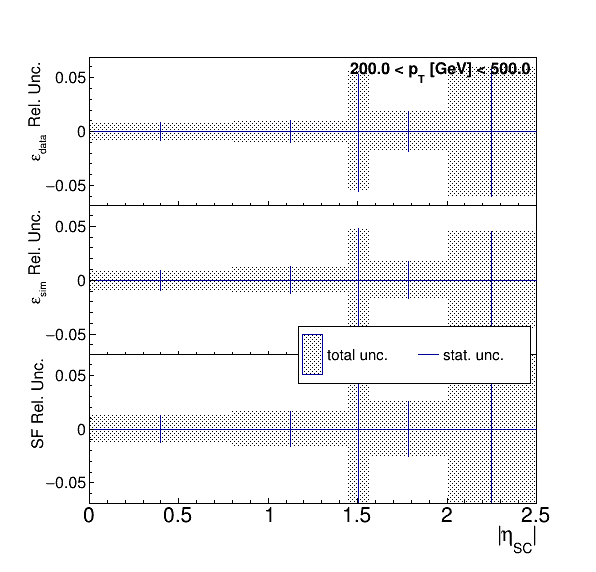 200.0 < p_T [GeV] < 500.0
ε_data Rel. Unc.
0.05
0
−0.05
ε_sim Rel. Unc.
0.05
0
−0.05
total unc.
stat. unc.
SF Rel. Unc.
0.05
0
−0.05
0 0.5 1 1.5 2 2.5
|η_SC|